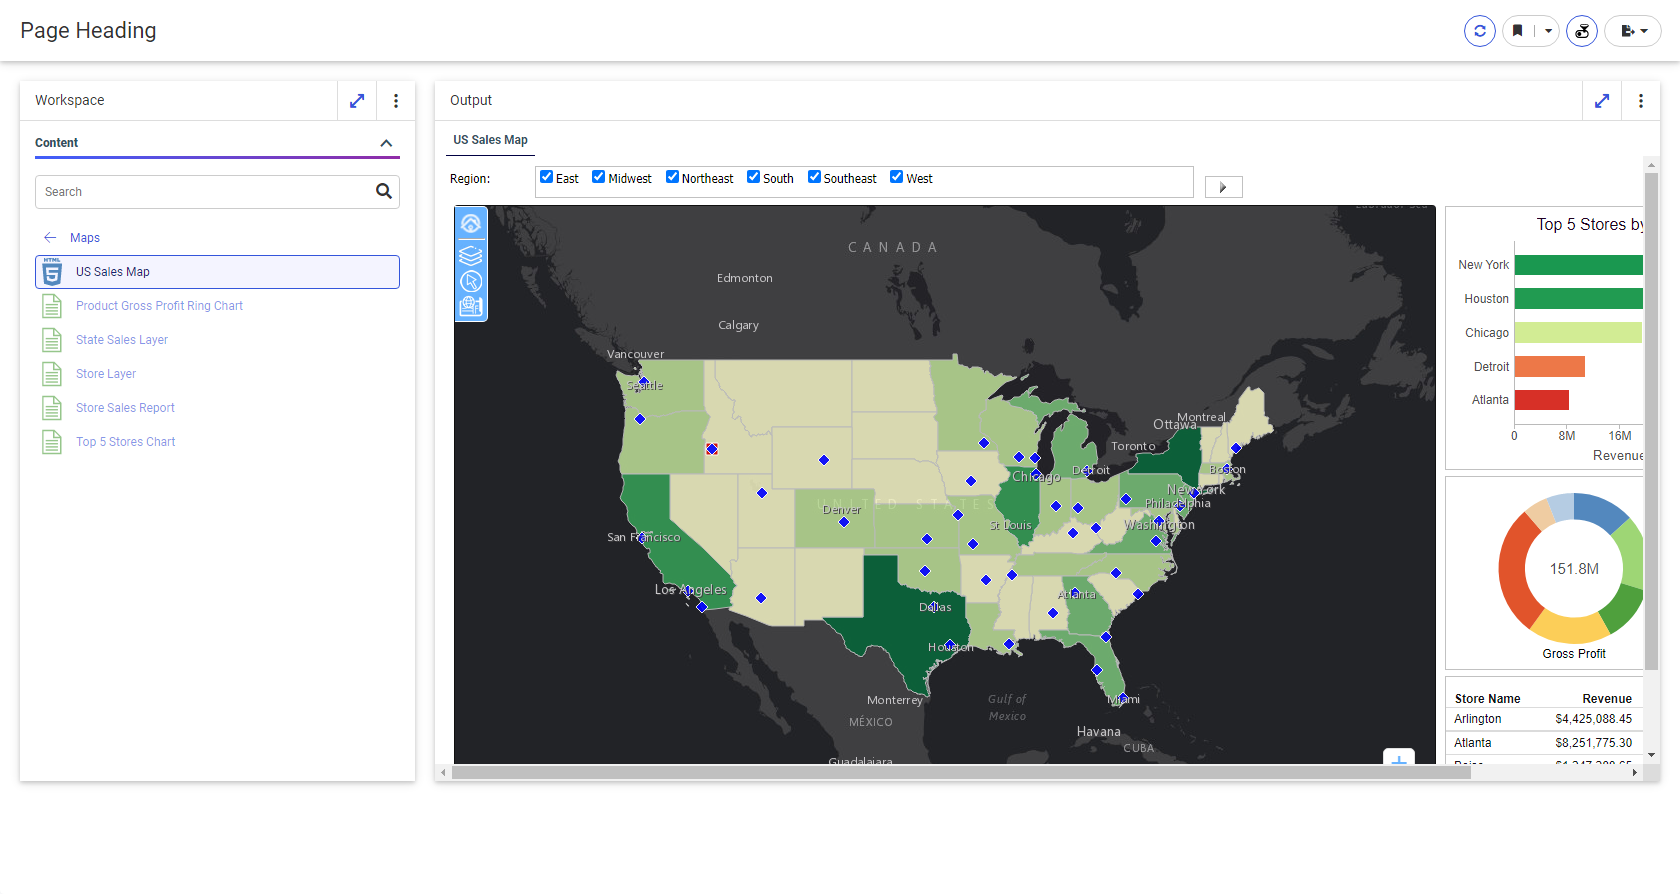 Page Heading
Workspace
Content
Search
Maps
HTML
5
US Sales Map
Product Gross Profit Ring Chart
State Sales Layer
Store Layer
Store Sales Report
Top 5 Stores Chart
Output
US Sales Map
Region:
East Midwest Northeast South Southeast West
CANADA
Edmonton
Calgary
Vancouver
Seattle
Montreal
Ottawa
Toronto
Detroit
Boston
Chicago
New York
UNITED STATES
Philadelphia
Denver
St Louis
Washington
San Francisco
Los Angeles
Atlanta
Dallas
Houston
Monterrey
Gulf of
Mexico
Miami
MÉXICO
Havana
CUBA
Guadalajara
Top 5 Stores by
New York
Houston
Chicago
Detroit
Atlanta
0 8M 16M
Revenue
151.8M
Gross Profit
Store Name Revenue
Arlington $4,425,088.45
Atlanta $8,251,775.30